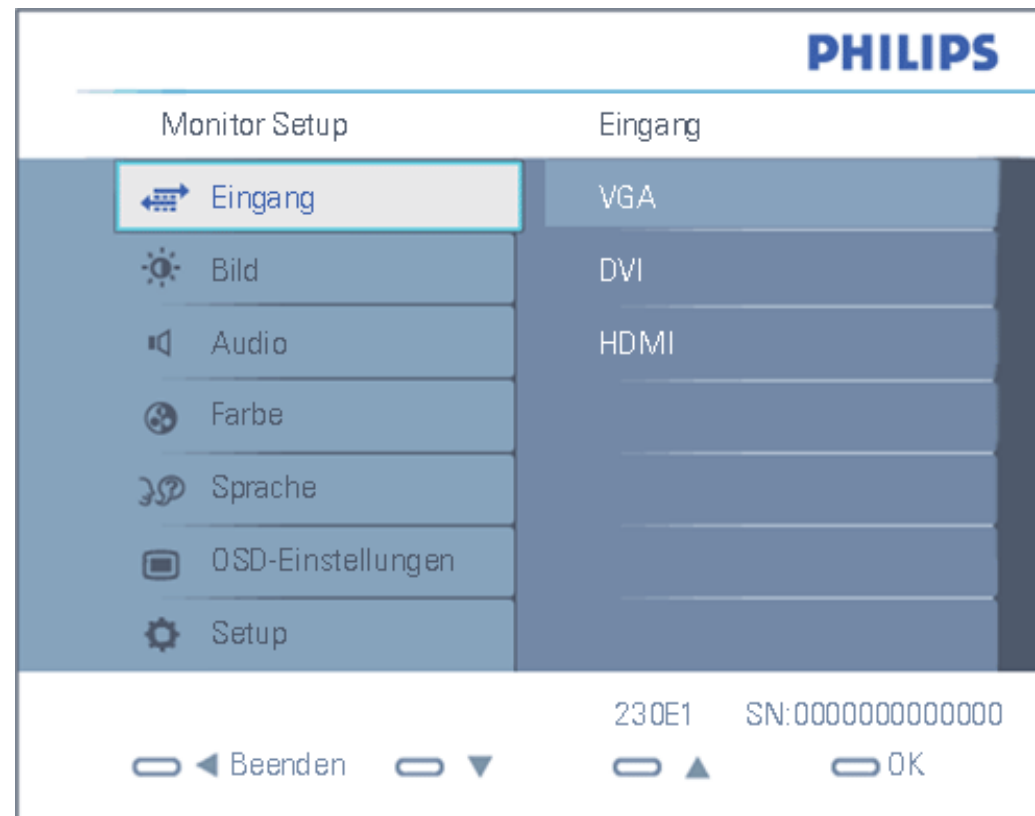 PHILIPS
Monitor Setup Eingang
Eingang VGA
Bild DVI
Audio HDMI
Farbe
Sprache
OSD-Einstellungen
Setup
230E1 SN:0000000000000
Beenden OK